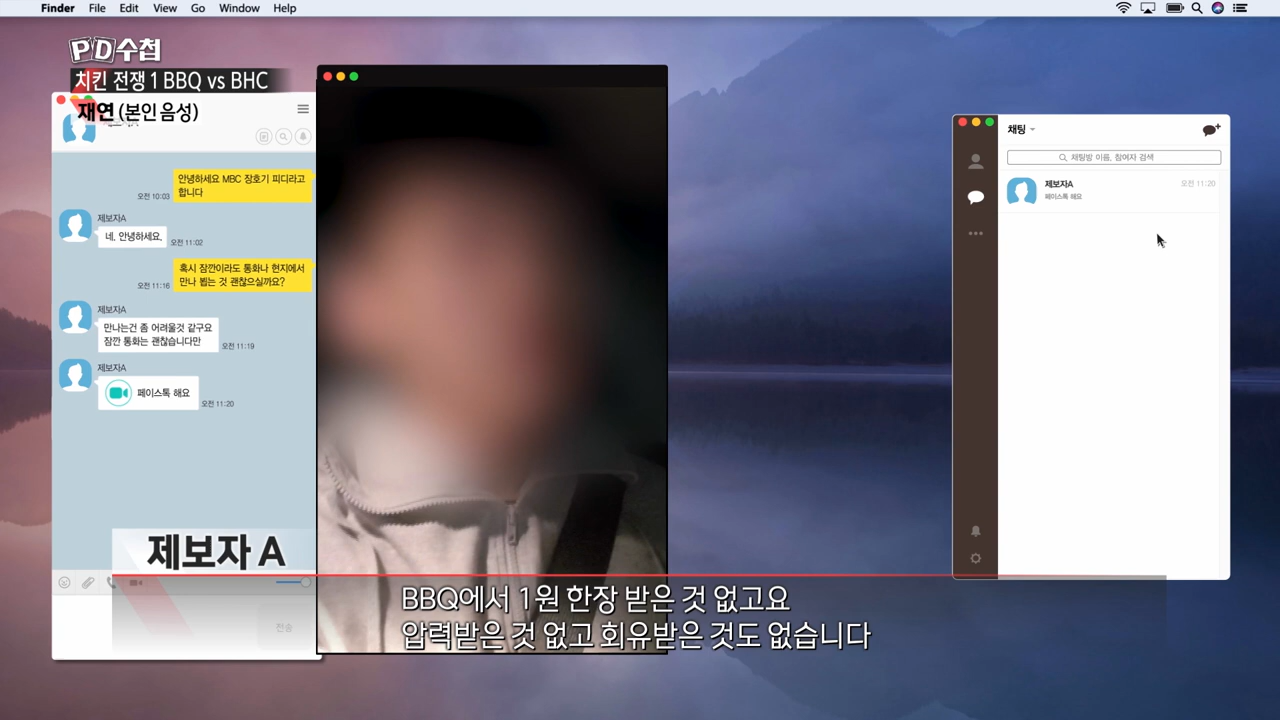 Finder File Edit View Go Window Help
PD수첩
치킨 전쟁 1 BBQ vs BHC
재연 (본인 음성)
안녕하세요 MBC 장호기 피디라고
합니다
오전 10:03
제보자A
네, 안녕하세요.
오전 11:02
혹시 잠깐이라도 통화나 현지에서
만나 뵙는 것 괜찮으실까요?
오전 11:16
제보자A
만나는건 좀 어려울것 같구요
잠깐 통화는 괜찮습니다만
오전 11:19
제보자A
페이스톡 해요
오전 11:20
전송
채팅
채팅방 이름, 참여자 검색
제보자A
오전 11:20
페이스톡 해요
제보자 A
BBQ에서 1원 한장 받은 것 없고요
압력받은 것 없고 회유받은 것도 없습니다